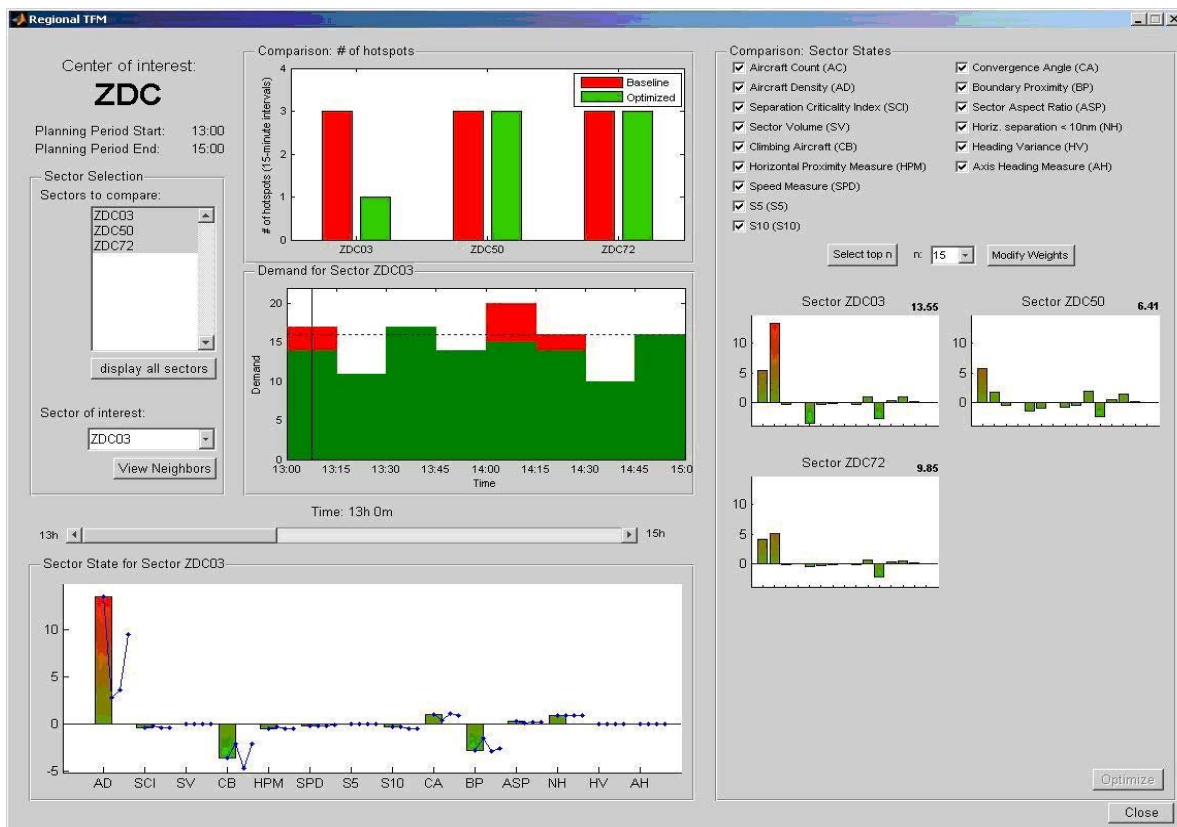 Regional TFM
Center of interest:
ZDC
Planning Period Start: 13:00
Planning Period End: 15:00
Sector Selection
Sectors to compare:
ZDC03
ZDC50
ZDC72
display all sectors
Sector of interest:
ZDC03
View Neighbors
Comparison: # of hotspots
# of hotspots (15-minute intervals)
4
3
2
1
0
Baseline
Optimized
ZDC03 ZDC50 ZDC72
Demand for Sector ZDC03
Demand
20
15
10
5
0
13:00 13:15 13:30 13:45 14:00 14:15 14:30 14:45 15:0
Time
Time: 13h 0m
13h 15h
Sector State for Sector ZDC03
10
5
0
-5
AD SCI SV CB HPM SPD S5 S10 CA BP ASP NH HV AH
Comparison: Sector States
Aircraft Count (AC)
Aircraft Density (AD)
Separation Criticality Index (SCI)
Sector Volume (SV)
Climbing Aircraft (CB)
Horizontal Proximity Measure (HPM)
Speed Measure (SPD)
S5 (S5)
S10 (S10)
Convergence Angle (CA)
Boundary Proximity (BP)
Sector Aspect Ratio (ASP)
Horiz. separation < 10nm (NH)
Heading Variance (HV)
Axis Heading Measure (AH)
Select top n n: 15 Modify Weights
Sector ZDC03 13.55
10
5
0
Sector ZDC50 6.41
10
5
0
Sector ZDC72 9.85
10
5
0
Optimize
Close